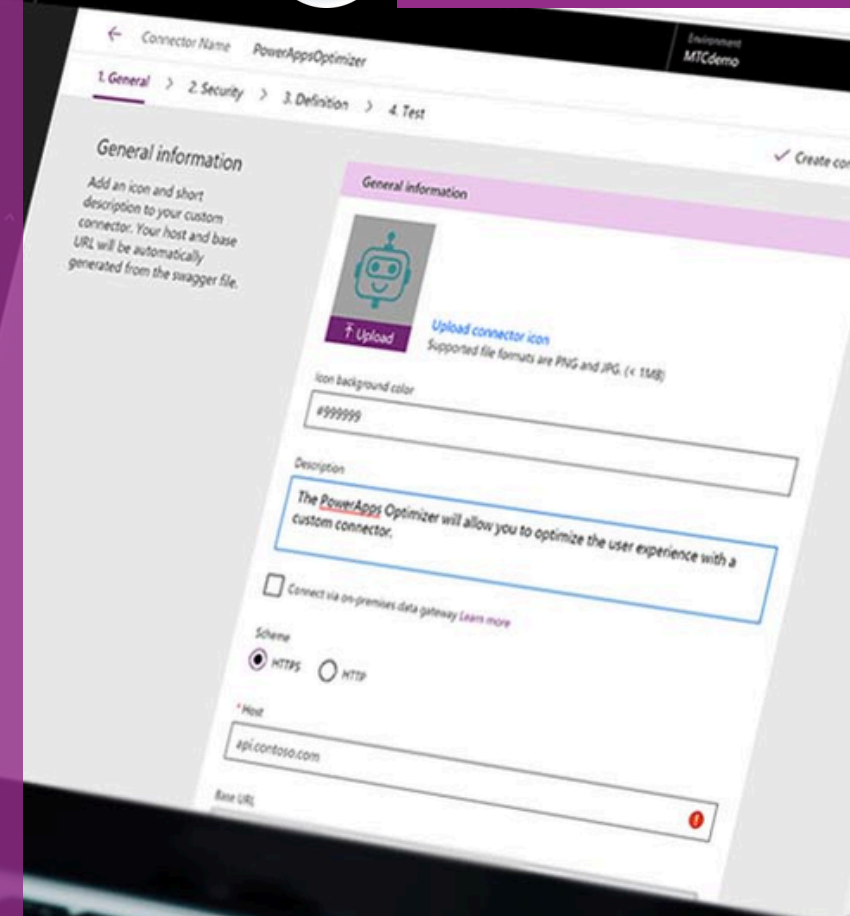 Environment
MTCdemo
Connector Name PowerAppsOptimizer
1. General > 2. Security > 3. Definition > 4. Test
Create
General information
Add an icon and short
description to your custom
connector. Your host and base
URL will be automatically
generated from the swagger file.
General information
Upload
Upload connector icon
Supported file formats are PNG and JPG. (< 1MB)
Icon background color
#999999
Description
The PowerApps Optimizer will allow you to optimize the user experience with a
custom connector.
Connect via on-premises data gateway Learn more
Scheme
HTTPS HTTP
* Host
api.contoso.com
Base URL